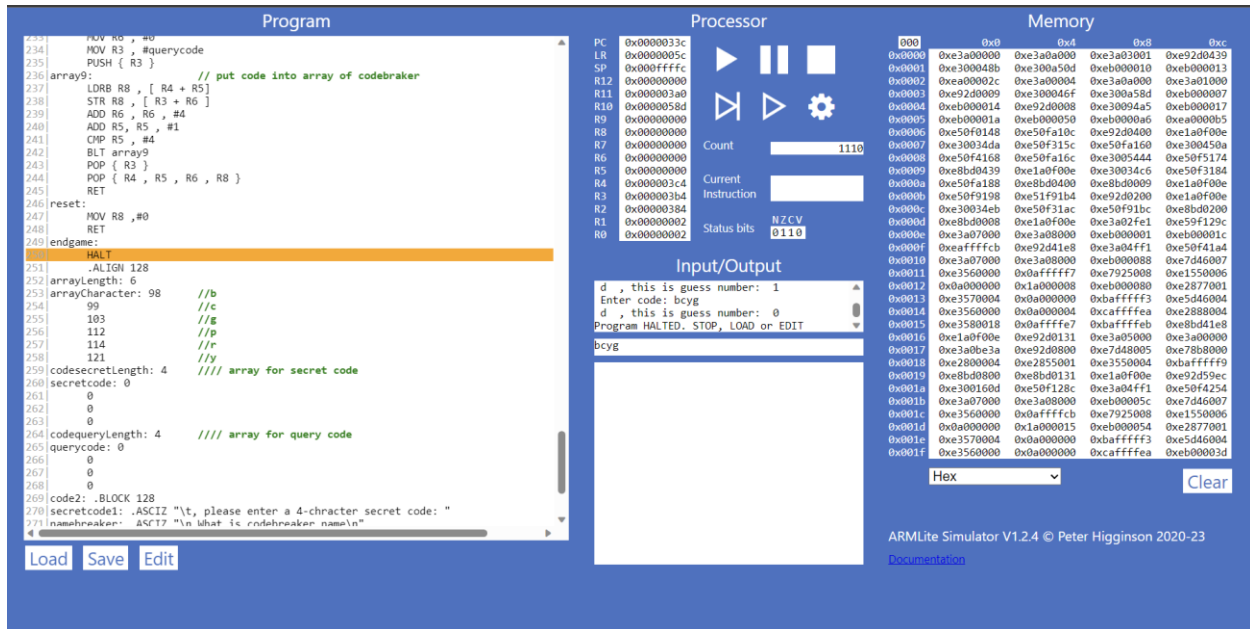 Program
233 MOV R6 , #0
234 MOV R3 , #querycode
235 PUSH { R3 }
236 array9: // put code into array of codebraker
237 LDRB R8 , [ R4 + R5]
238 STR R8 , [ R3 + R6 ]
239 ADD R6 , R6 , #4
240 ADD R5, R5 , #1
241 CMP R5 , #4
242 BLT array9
243 POP { R3 }
244 POP { R4 , R5 , R6 , R8 }
245 RET
246 reset:
247 MOV R8 ,#0
248 RET
249 endgame:
250 HALT
251 .ALIGN 128
252 arrayLength: 6
253 arrayCharacter: 98 //b
254 99 //c
255 103 //g
256 112 //p
257 114 //r
258 121 //y
259 codesecretLength: 4 //// array for secret code
260 secretcode: 0
261 0
262 0
263 0
264 codequeryLength: 4 //// array for query code
265 querycode: 0
266 0
267 0
268 0
269 code2: .BLOCK 128
270 secretcode1: .ASCIZ "\t, please enter a 4-chracter secret code: "
271 namebreaker: .ASCIZ "\n What is codebreaker name\n"
Load Save Edit
Processor
PC 0x0000033c
LR 0x0000005c
SP 0x000ffffc
R12 0x00000000
R11 0x000003a0
R10 0x0000058d
R9 0x00000000
R8 0x00000000
R7 0x00000000
R6 0x00000000
R5 0x00000000
R4 0x000003c4
R3 0x000003b4
R2 0x00000384
R1 0x00000002
R0 0x00000002
Count 1110
Current
Instruction
Status bits NZCV
0110
Input/Output
d , this is guess number: 1
Enter code: bcyg
d , this is guess number: 0
Program HALTED. STOP, LOAD or EDIT
bcyg
Memory
000 0x0 0x4 0x8 0xc
0x0000 0xe3a00000 0xe3a0a000 0xe3a03001 0xe92d0439
0x0001 0xe300048b 0xe300a50d 0xeb000010 0xeb000013
0x0002 0xea00002c 0xe3a00004 0xe3a0a000 0xe3a01000
0x0003 0xe92d0009 0xe300046f 0xe300a58d 0xeb000007
0x0004 0xeb000014 0xe92d0008 0xe30094a5 0xeb000017
0x0005 0xeb00001a 0xeb000050 0xeb0000a6 0xea0000b5
0x0006 0xe50f0148 0xe50fa10c 0xe92d0400 0xe1a0f00e
0x0007 0xe30034da 0xe50f315c 0xe50fa160 0xe300450a
0x0008 0xe50f4168 0xe50fa16c 0xe3005444 0xe50f5174
0x0009 0xe8bd0439 0xe1a0f00e 0xe30034c6 0xe50f3184
0x000a 0xe50fa188 0xe8bd0400 0xe8bd0009 0xe1a0f00e
0x000b 0xe50f9198 0xe51f91b4 0xe92d0200 0xe1a0f00e
0x000c 0xe30034eb 0xe50f31ac 0xe50f91bc 0xe8bd0200
0x000d 0xe8bd0008 0xe1a0f00e 0xe3a02fe1 0xe59f129c
0x000e 0xe3a07000 0xe3a08000 0xeb000001 0xeb00001c
0x000f 0xeaffffcb 0xe92d41e8 0xe3a04ff1 0xe50f41a4
0x0010 0xe3a07000 0xe3a08000 0xeb000088 0xe7d46007
0x0011 0xe3560000 0x0afffff7 0xe7925008 0xe1550006
0x0012 0x0a000000 0x1a000008 0xeb000080 0xe2877001
0x0013 0xe3570004 0x0a000000 0xbafffff3 0xe5d46004
0x0014 0xe3560000 0x0a000004 0xcaffffea 0xe2888004
0x0015 0xe3580018 0x0affffe7 0xbaffffeb 0xe8bd41e8
0x0016 0xe1a0f00e 0xe92d0131 0xe3a05000 0xe3a00000
0x0017 0xe3a0be3a 0xe92d0800 0xe7d48005 0xe78b8000
0x0018 0xe2800004 0xe2855001 0xe3550004 0xbafffff9
0x0019 0xe8bd0800 0xe8bd0131 0xe1a0f00e 0xe92d59ec
0x001a 0xe300160d 0xe50f128c 0xe3a04ff1 0xe50f4254
0x001b 0xe3a07000 0xe3a08000 0xeb00005c 0xe7d46007
0x001c 0xe3560000 0x0affffcb 0xe7925008 0xe1550006
0x001d 0x0a000000 0x1a000015 0xeb000054 0xe2877001
0x001e 0xe3570004 0x0a000000 0xbafffff3 0xe5d46004
0x001f 0xe3560000 0x0a000000 0xcaffffea 0xeb00003d
Hex
Clear
ARMLite Simulator V1.2.4 © Peter Higginson 2020-23
Documentation